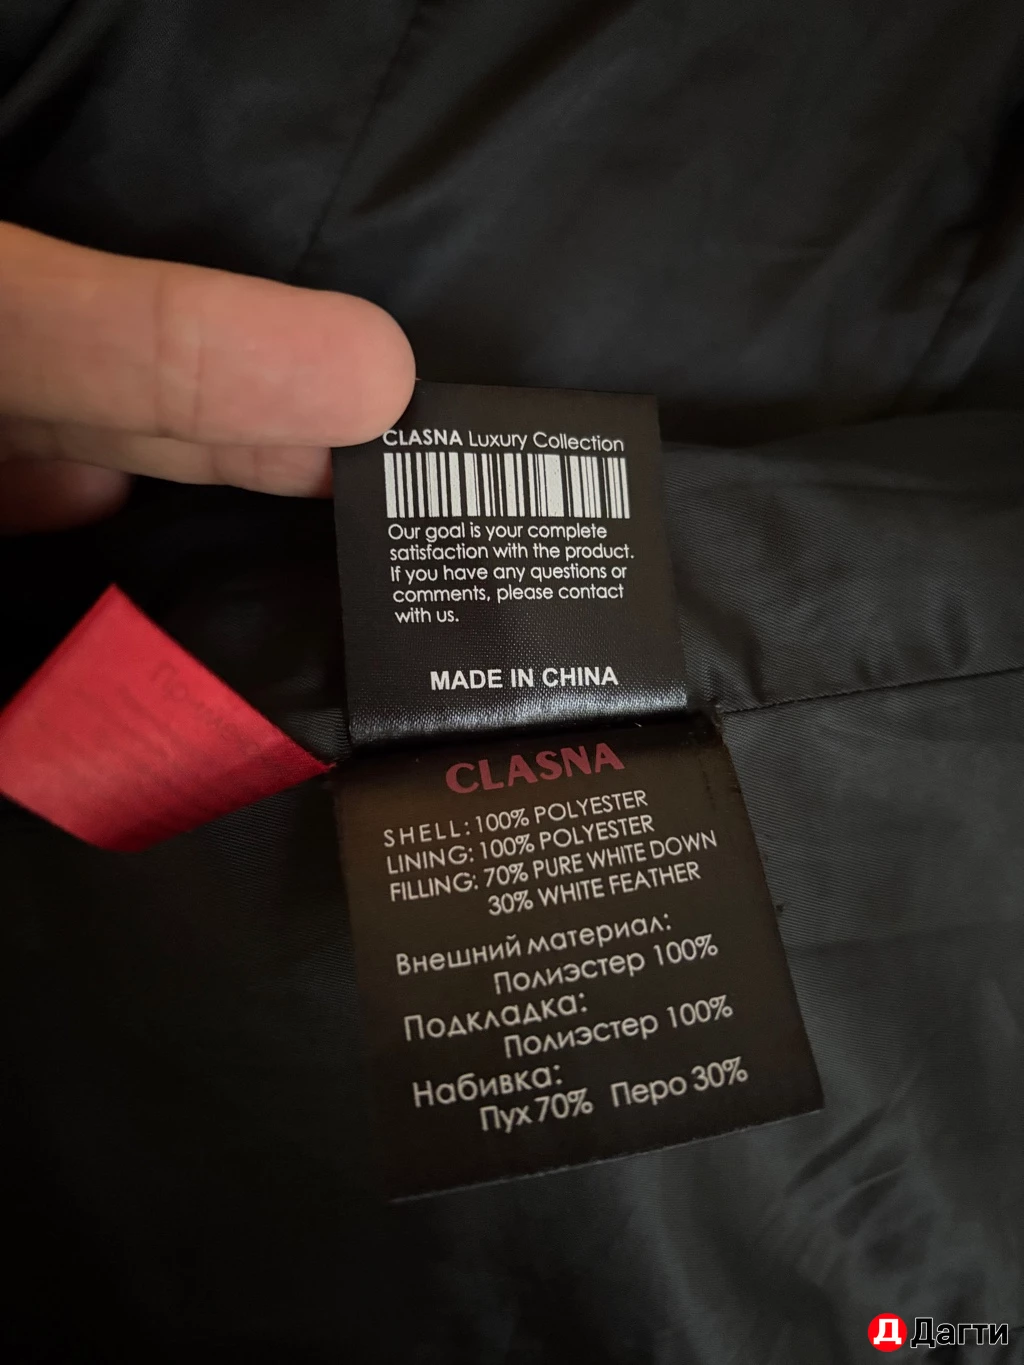 CLASNA Luxury Collection
Our goal is your complete
satisfaction with the product.
If you have any questions or
comments, please contact
with us.
MADE IN CHINA
CLASNA
SHELL: 100% POLYESTER
LINING: 100% POLYESTER
FILLING: 70% PURE WHITE DOWN
30% WHITE FEATHER
Внешний материал:
Полиэстер 100%
Подкладка:
Полиэстер 100%
Набивка:
Пух 70% Перо 30%
Д Дагти